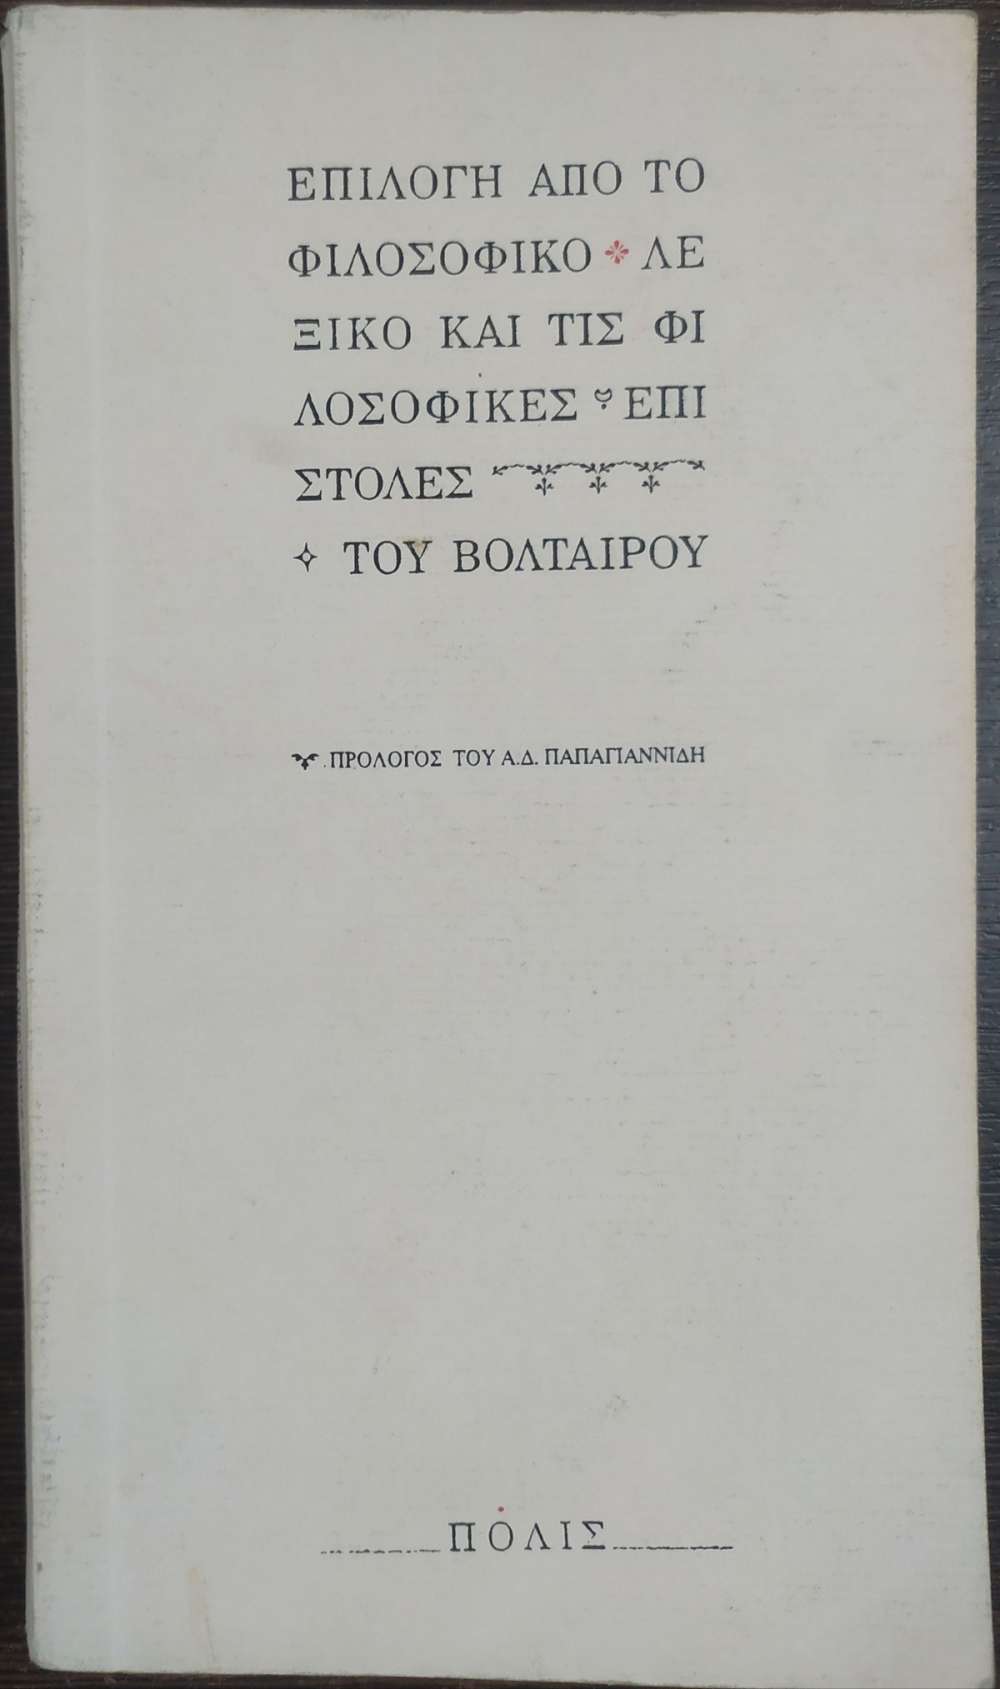 ΕΠΙΛΟΓΗ ΑΠΟ ΤΟ
ΦΙΛΟΣΟΦΙΚΟ ΛΕ
ΞΙΚΟ ΚΑΙ ΤΙΣ ΦΙ
ΛΟΣΟΦΙΚΕΣ ΕΠΙ
ΣΤΟΛΕΣ
ΤΟΥ ΒΟΛΤΑΙΡΟΥ
ΠΡΟΛΟΓΟΣ ΤΟΥ Α.Δ. ΠΑΠΑΓΙΑΝΝΙΔΗ
ΠΟΛΙΣ